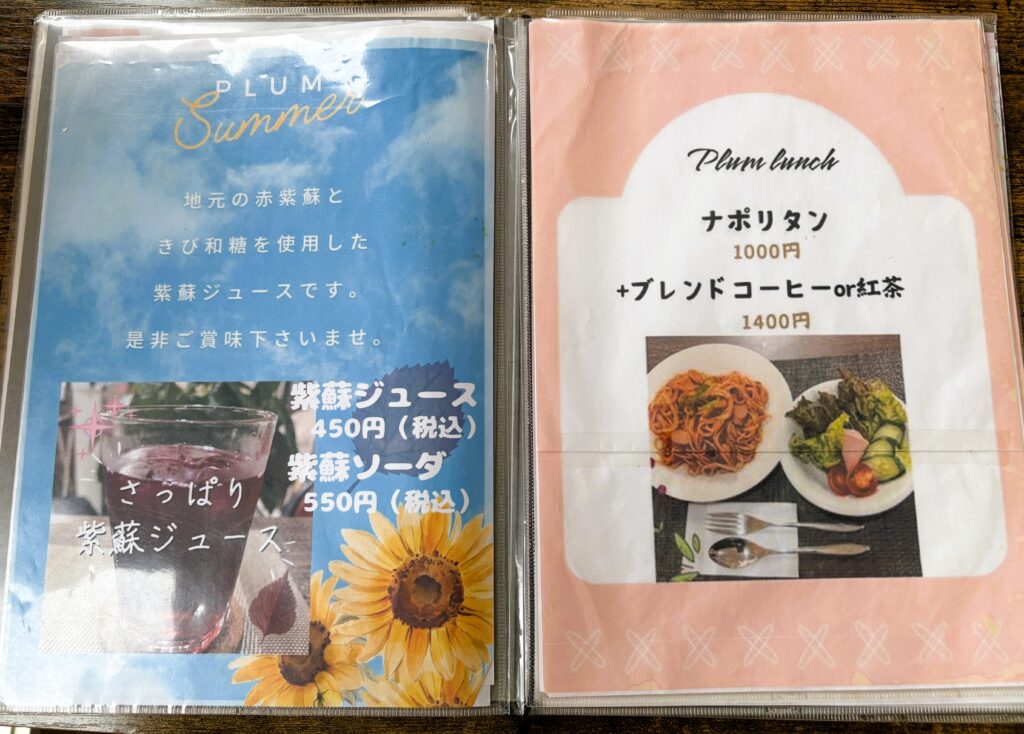 PLUM
Summer
地元の赤紫蘇と
きび和糖を使用した
紫蘇ジュースです。
是非ご賞味下さいませ。
紫蘇ジュース
450円（税込）
紫蘇ソーダ
550円（税込）
さっぱり
紫蘇ジュース
Plum lunch
ナポリタン
1000円
+ブレンドコーヒーor紅茶
1400円